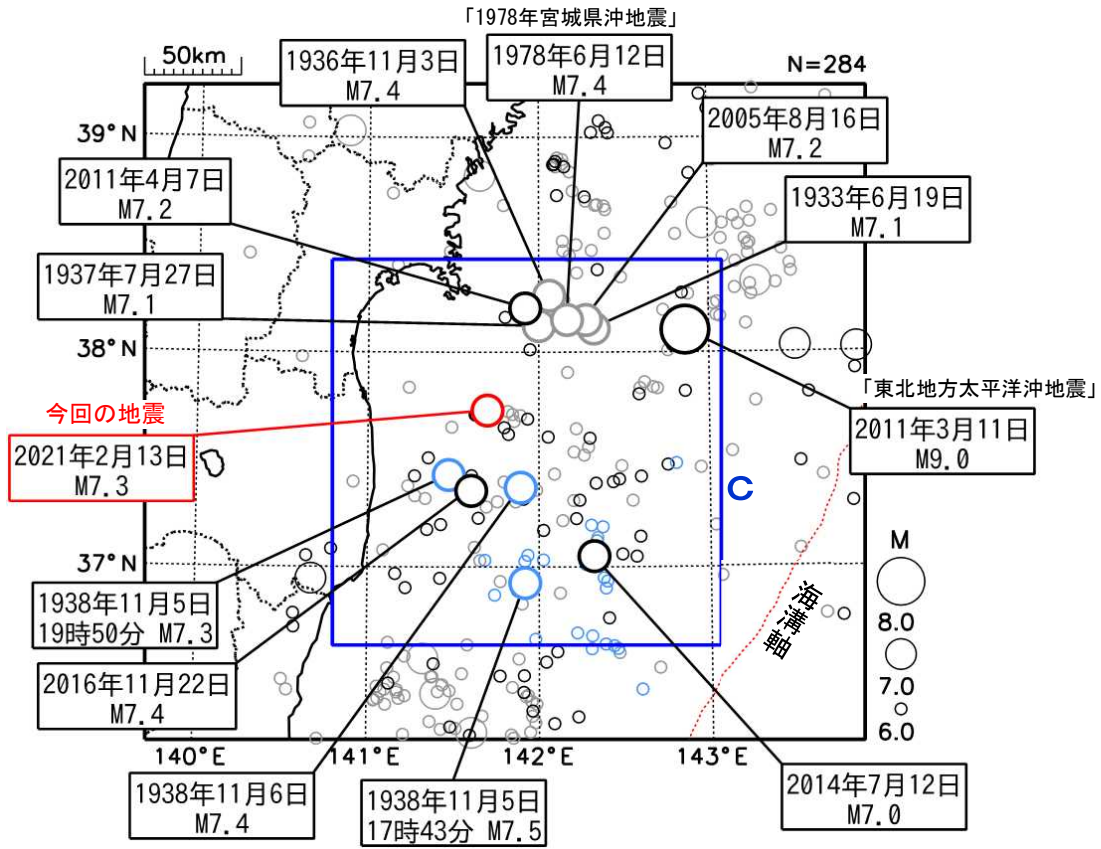 「1978年宮城県沖地震」
50km
1936年11月3日
M7.4
1978年6月12日
M7.4
N=284
2005年8月16日
M7.2
39°N
2011年4月7日
M7.2
1933年6月19日
M7.1
1937年7月27日
M7.1
38°N
「東北地方太平洋沖地震」
今回の地震
2011年3月11日
M9.0
2021年2月13日
M7.3
C
37°N
M
8.0
7.0
6.0
海溝軸
1938年11月5日
19時50分 M7.3
2016年11月22日
M7.4
140°E
141°E
142°E
143°E
1938年11月6日
M7.4
1938年11月5日
17時43分 M7.5
2014年7月12日
M7.0